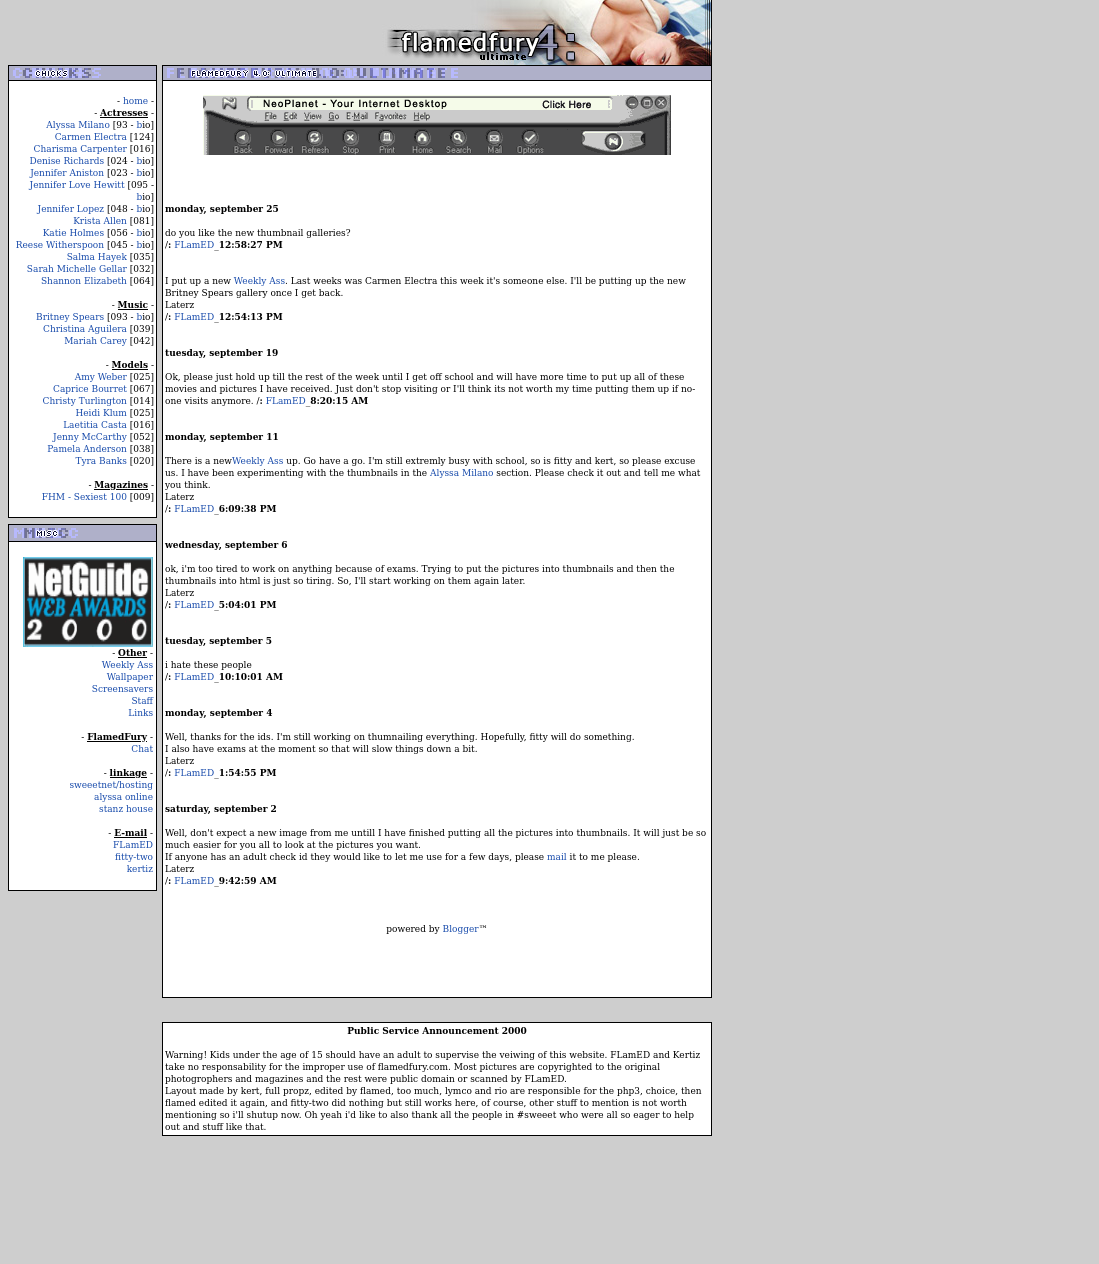 flamedfury 4:
ultimate
CHICKS
- home -
- Actresses -
Alyssa Milano [93 - bio]
Carmen Electra [124]
Charisma Carpenter [016]
Denise Richards [024 - bio]
Jennifer Aniston [023 - bio]
Jennifer Love Hewitt [095 -
bio]
Jennifer Lopez [048 - bio]
Krista Allen [081]
Katie Holmes [056 - bio]
Reese Witherspoon [045 - bio]
Salma Hayek [035]
Sarah Michelle Gellar [032]
Shannon Elizabeth [064]
- Music -
Britney Spears [093 - bio]
Christina Aguilera [039]
Mariah Carey [042]
- Models -
Amy Weber [025]
Caprice Bourret [067]
Christy Turlington [014]
Heidi Klum [025]
Laetitia Casta [016]
Jenny McCarthy [052]
Pamela Anderson [038]
Tyra Banks [020]
- Magazines -
FHM - Sexiest 100 [009]
MISC
NetGuide
WEB AWARDS
2000
- Other -
Weekly Ass
Wallpaper
Screensavers
Staff
Links
- FlamedFury -
Chat
- linkage -
sweeetnet/hosting
alyssa online
stanz house
- E-mail -
FLamED
fitty-two
kertiz
FLAMEDFURY 4.0: ULTIMATE
NeoPlanet - Your Internet Desktop Click Here
File Edit View Go E-Mail Favorites Help
Back Forward Refresh Stop Print Home Search Mail Options
monday, september 25
do you like the new thumbnail galleries?
/: FLamED_12:58:27 PM
I put up a new Weekly Ass. Last weeks was Carmen Electra this week it's someone else. I'll be putting up the new
Britney Spears gallery once I get back.
Laterz
/: FLamED_12:54:13 PM
tuesday, september 19
Ok, please just hold up till the rest of the week until I get off school and will have more time to put up all of these
movies and pictures I have received. Just don't stop visiting or I'll think its not worth my time putting them up if no-
one visits anymore. /: FLamED_8:20:15 AM
monday, september 11
There is a newWeekly Ass up. Go have a go. I'm still extremly busy with school, so is fitty and kert, so please excuse
us. I have been experimenting with the thumbnails in the Alyssa Milano section. Please check it out and tell me what
you think.
Laterz
/: FLamED_6:09:38 PM
wednesday, september 6
ok, i'm too tired to work on anything because of exams. Trying to put the pictures into thumbnails and then the
thumbnails into html is just so tiring. So, I'll start working on them again later.
Laterz
/: FLamED_5:04:01 PM
tuesday, september 5
i hate these people
/: FLamED_10:10:01 AM
monday, september 4
Well, thanks for the ids. I'm still working on thumnailing everything. Hopefully, fitty will do something.
I also have exams at the moment so that will slow things down a bit.
Laterz
/: FLamED_1:54:55 PM
saturday, september 2
Well, don't expect a new image from me untill I have finished putting all the pictures into thumbnails. It will just be so
much easier for you all to look at the pictures you want.
If anyone has an adult check id they would like to let me use for a few days, please mail it to me please.
Laterz
/: FLamED_9:42:59 AM
powered by Blogger™
Public Service Announcement 2000
Warning! Kids under the age of 15 should have an adult to supervise the veiwing of this website. FLamED and Kertiz
take no responsability for the improper use of flamedfury.com. Most pictures are copyrighted to the original
photogrophers and magazines and the rest were public domain or scanned by FLamED.
Layout made by kert, full propz, edited by flamed, too much, lymco and rio are responsible for the php3, choice, then
flamed edited it again, and fitty-two did nothing but still works here, of course, other stuff to mention is not worth
mentioning so i'll shutup now. Oh yeah i'd like to also thank all the people in #sweeet who were all so eager to help
out and stuff like that.